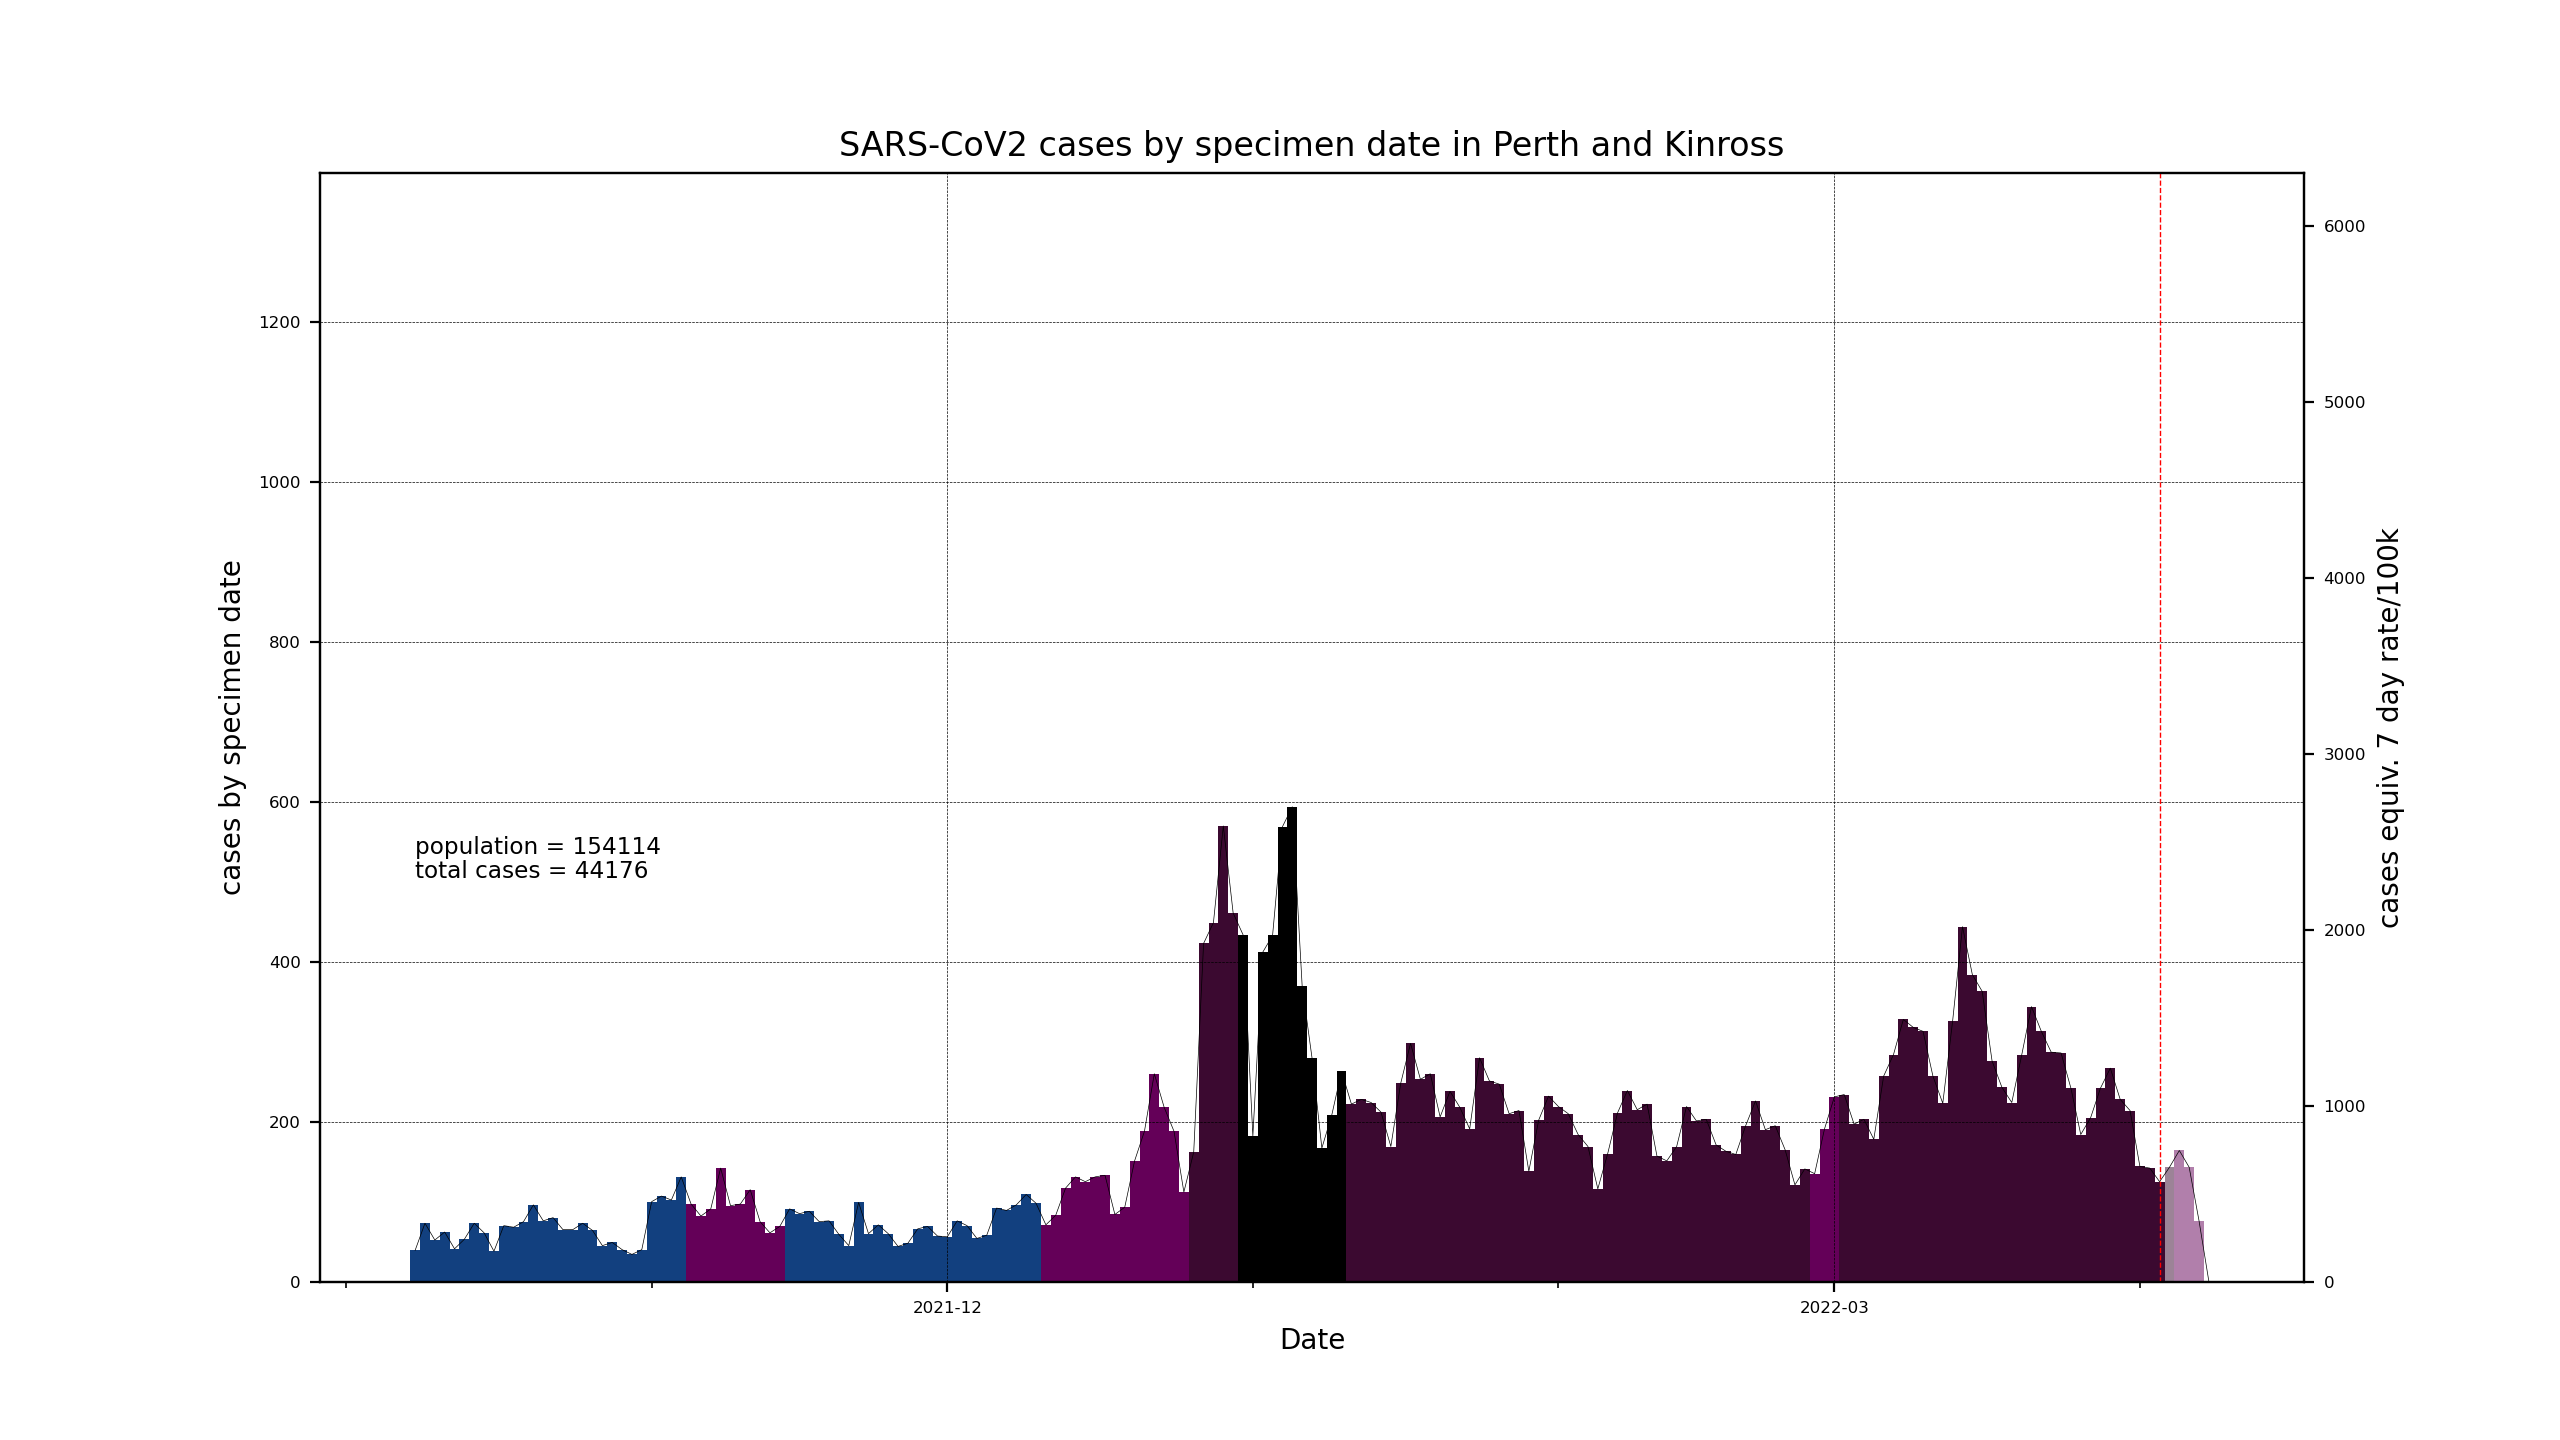 SARS-CoV2 cases by specimen date in Perth and Kinross
cases by specimen date
1200
1000
800
600
400
200
0
population = 154114
total cases = 44176
6000
5000
4000
3000
2000
1000
0
cases equiv. 7 day rate/100k
2021-12
2022-03
Date